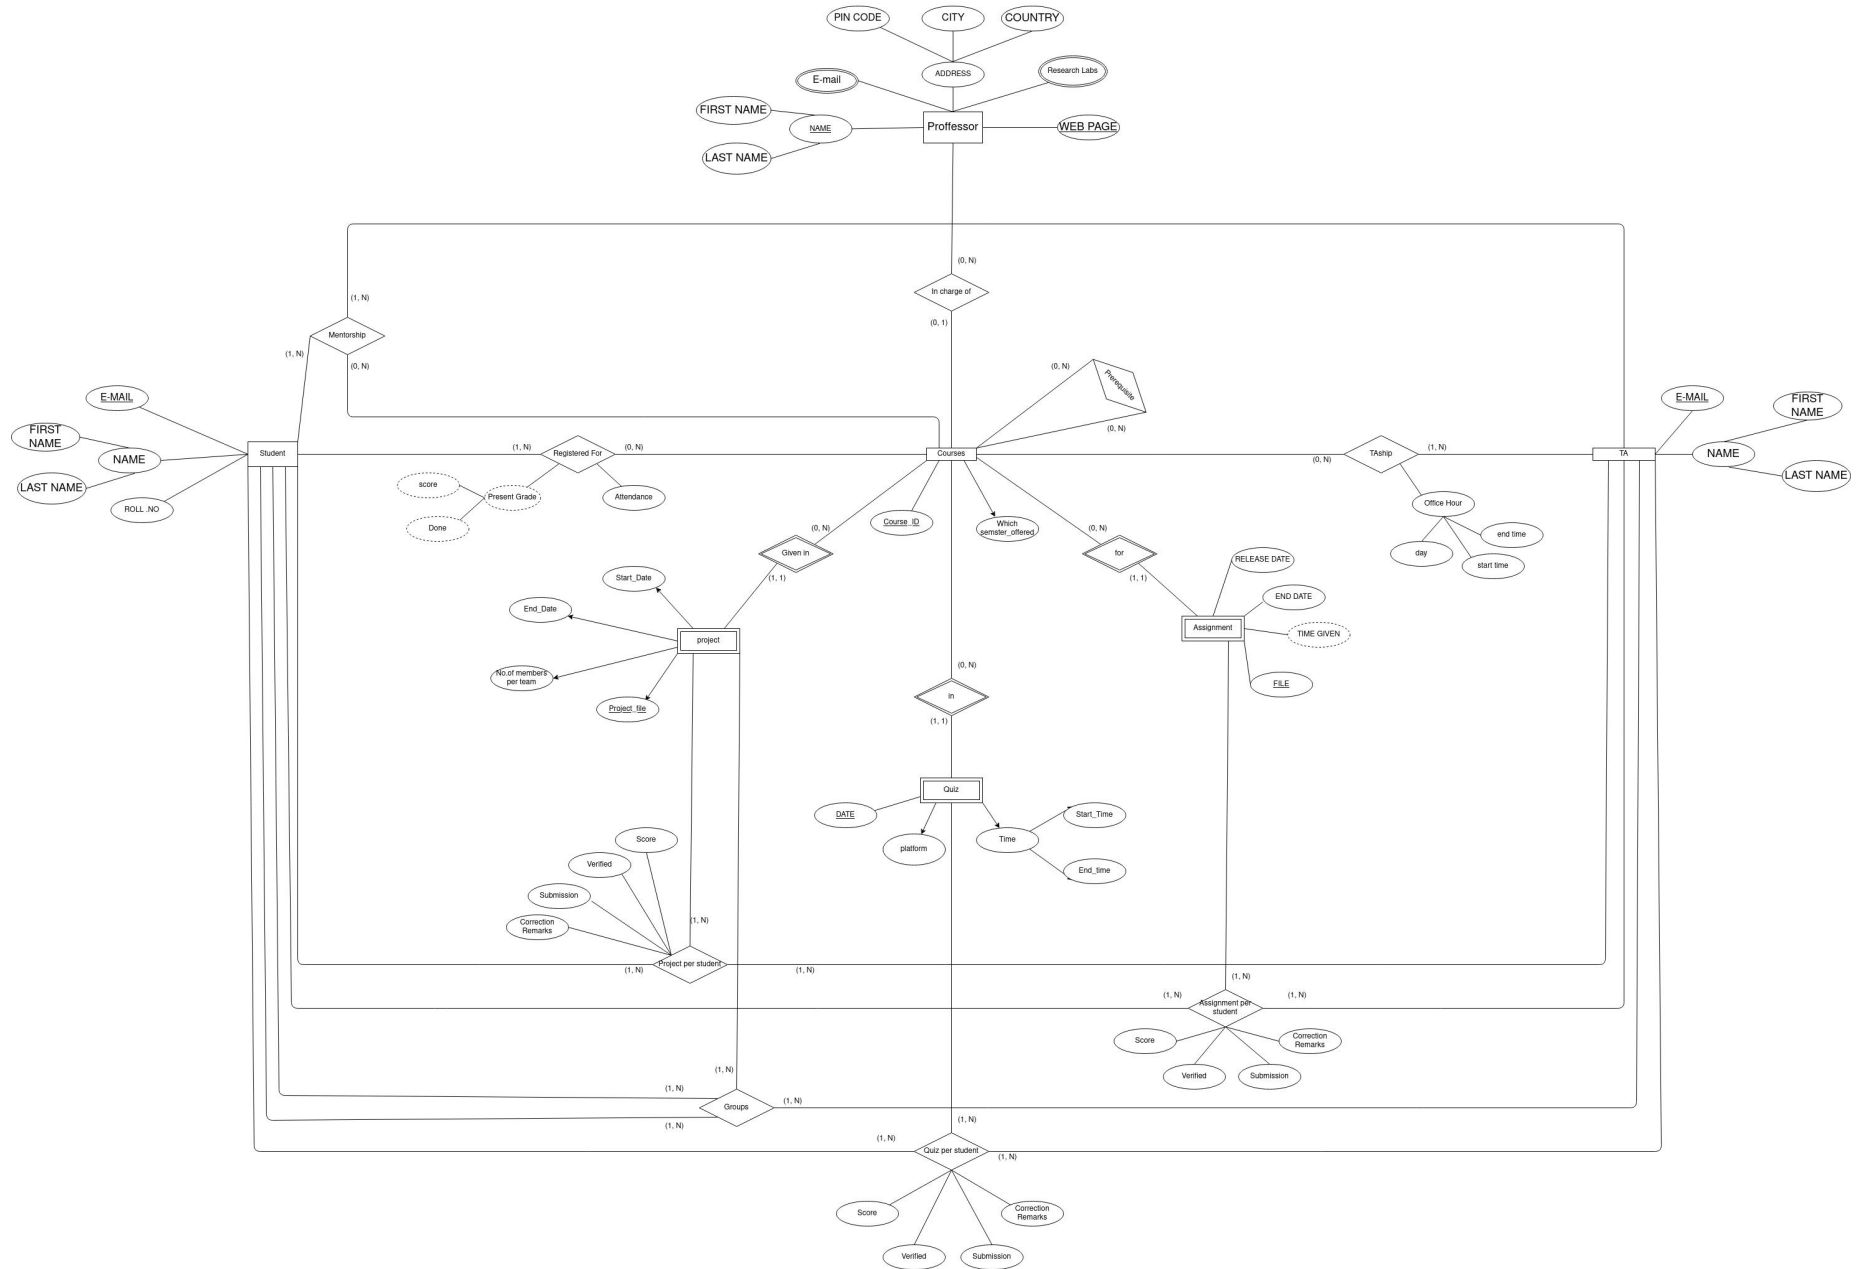 PIN CODE
CITY
COUNTRY
ADDRESS
Research Labs
E-mail
FIRST NAME
NAME
Proffessor
WEB PAGE
LAST NAME
(0, N)
In charge of
(1, N)
(0, 1)
Mentorship
(1, N)
(0, N)
(0, N)
Prerequisite
(0, N)
E-MAIL
FIRST
NAME
NAME
LAST NAME
ROLL .NO
Student
(1, N)
Registered For
(0, N)
Courses
(0, N)
TAship
(1, N)
TA
E-MAIL
FIRST
NAME
NAME
LAST NAME
score
Present Grade
Attendance
Done
Course_ID
Which
semster_offered
Office Hour
day
end time
start time
(0, N)
Given in
(1, 1)
(0, N)
for
(1, 1)
RELEASE DATE
END DATE
TIME GIVEN
FILE
Assignment
Start_Date
End_Date
project
No.of members
per team
Project_file
(0, N)
in
(1, 1)
Quiz
DATE
platform
Time
Start_Time
End_time
Score
Verified
Submission
Correction
Remarks
(1, N)
Project per student
(1, N)
(1, N)
(1, N)
(1, N)
(1, N)
Assignment per
student
Score
Correction
Remarks
Verified
Submission
(1, N)
(1, N)
Groups
(1, N)
(1, N)
(1, N)
(1, N)
Quiz per student
(1, N)
Score
Correction
Remarks
Verified
Submission